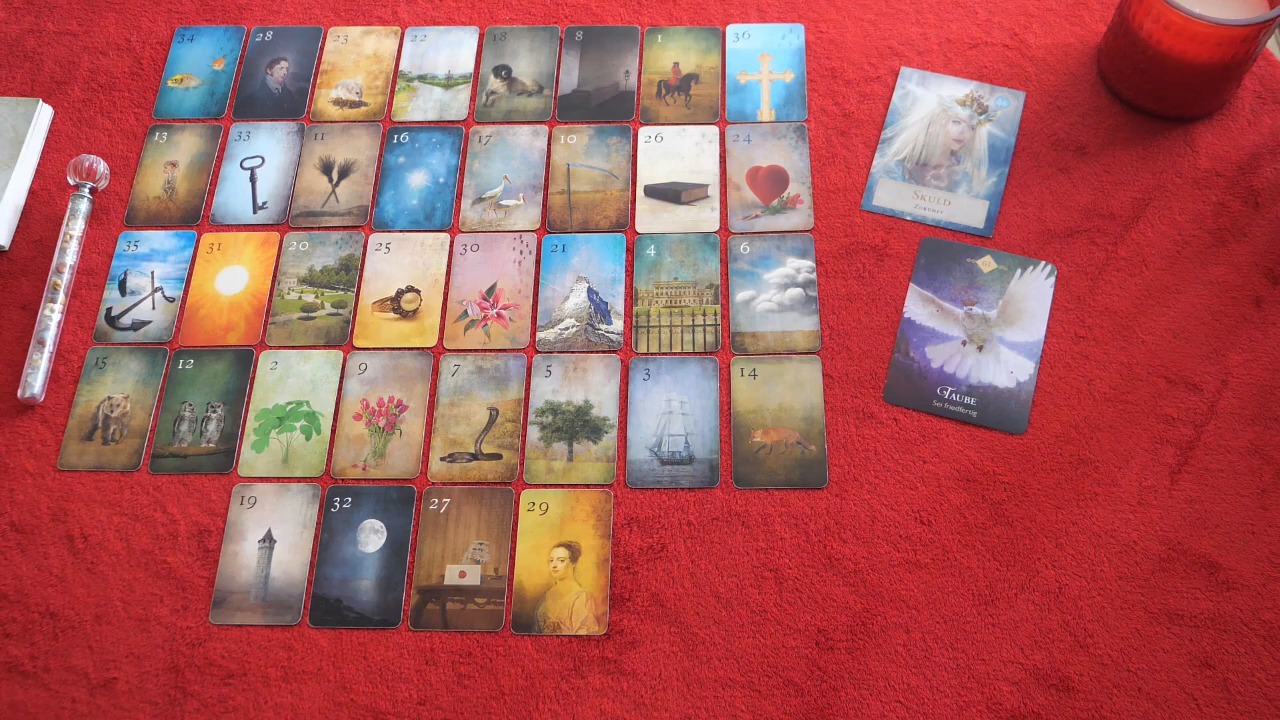 34 28 23 22 18 8 1 36
13 33 11 16 17 10 26 24
35 31 20 25 30 21 4 6
15 12 2 9 7 5 3 14
19 32 27 29
SKULD
ZUKUNFT
TAUBE
Sei friedfertig